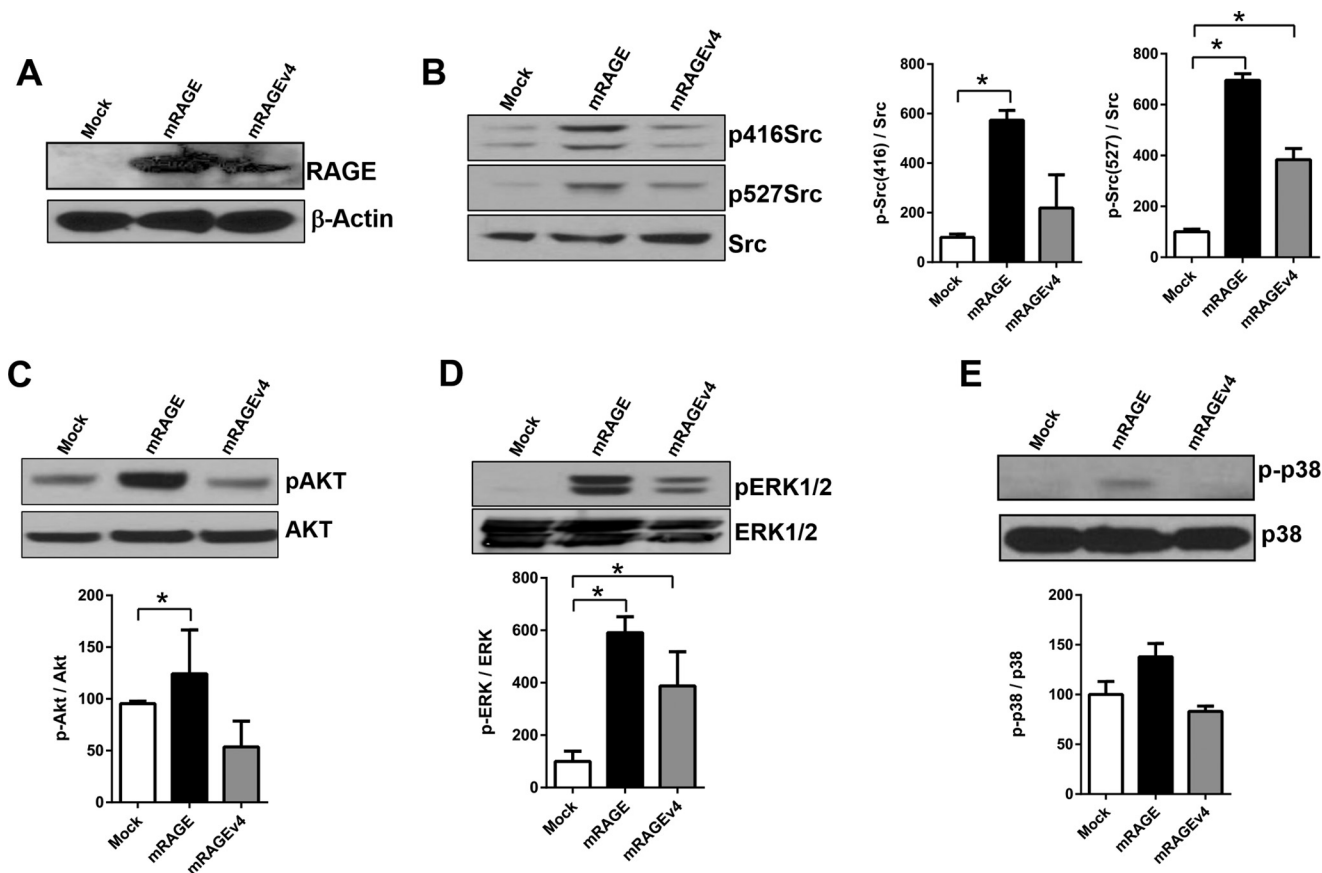 A
Mock
mRAGE
mRAGEv4
RAGE
β-Actin
B
Mock
mRAGE
mRAGEv4
p416Src
p527Src
Src
p-Src(416) / Src
800
600
400
200
0
*
Mock
mRAGE
mRAGEv4
p-Src(527) / Src
800
600
400
200
0
*
*
Mock
mRAGE
mRAGEv4
C
Mock
mRAGE
mRAGEv4
pAKT
AKT
p-Akt / Akt
200
150
100
50
0
*
Mock
mRAGE
mRAGEv4
D
Mock
mRAGE
mRAGEv4
pERK1/2
ERK1/2
p-ERK / ERK
800
600
400
200
0
*
*
Mock
mRAGE
mRAGEv4
E
Mock
mRAGE
mRAGEv4
p-p38
p38
p-p38 / p38
200
150
100
50
0
Mock
mRAGE
mRAGEv4